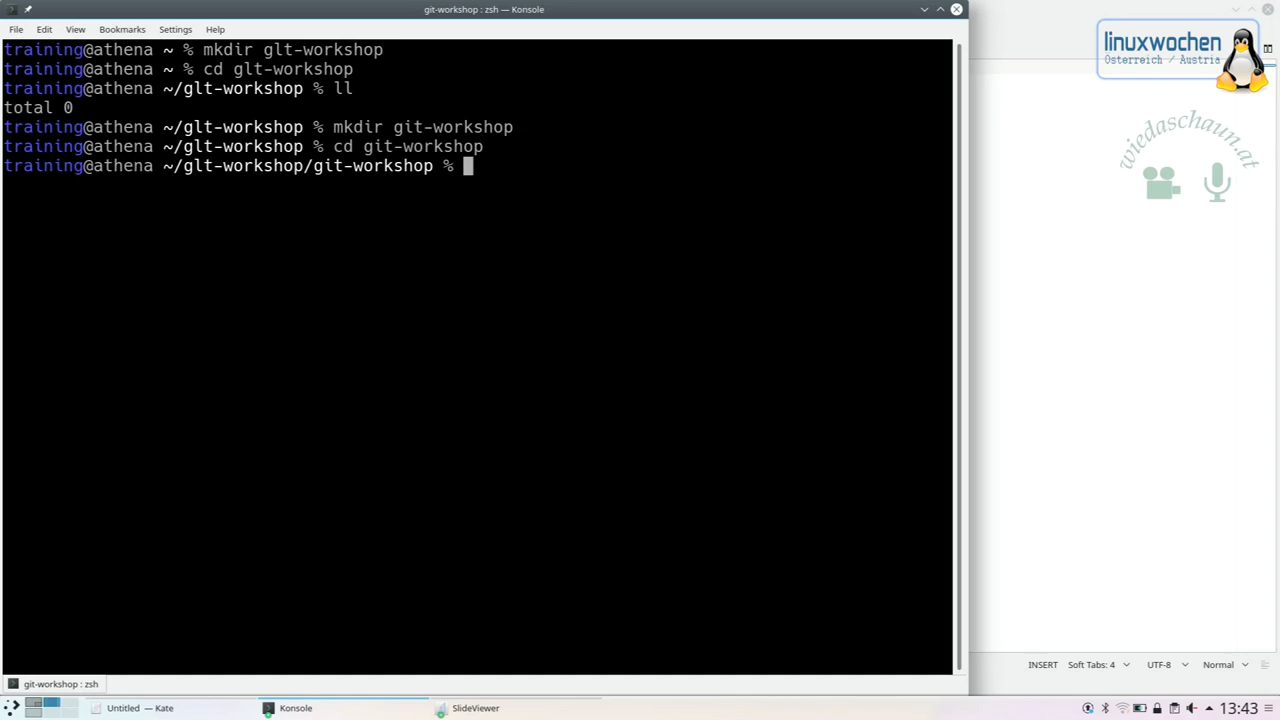 git-workshop : zsh — Konsole
File Edit View Bookmarks Settings Help
training@athena ~ % mkdir glt-workshop
training@athena ~ % cd glt-workshop
training@athena ~/glt-workshop % ll
total 0
training@athena ~/glt-workshop % mkdir git-workshop
training@athena ~/glt-workshop % cd git-workshop
training@athena ~/glt-workshop/git-workshop %
linuxwochen
Österreich / Austria
wiedaschaun.at
INSERT Soft Tabs: 4 UTF-8 Normal
git-workshop : zsh
Untitled — Kate Konsole SlideViewer 13:43